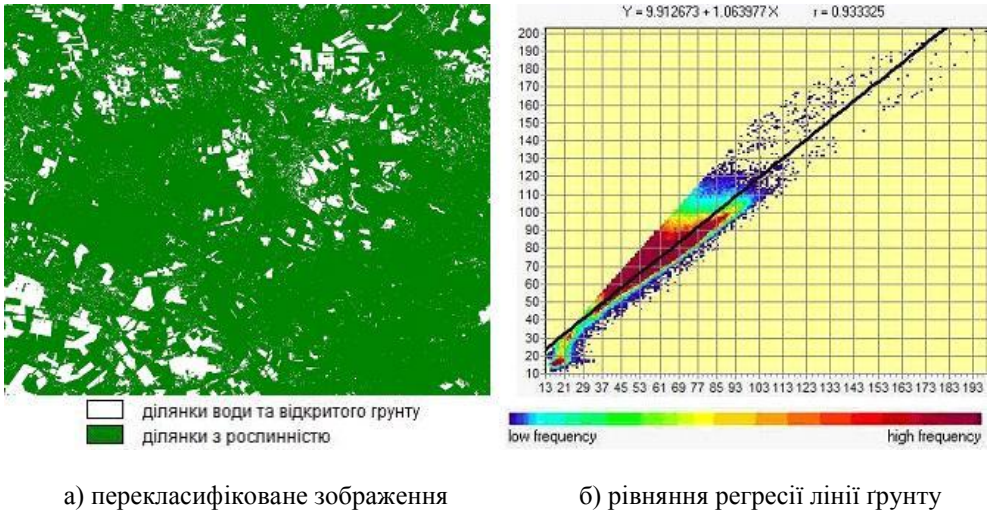 Y = 9.912673 + 1.063977 X r = 0.933325
200
190
180
170
160
150
140
130
120
110
100
90
80
70
60
50
40
30
20
10
13 21 29 37 45 53 61 69 77 85 93 103 113 123 133 143 153 163 173 183 193
ділянки води та відкритого грунту
ділянки з рослинністю
low frequency high frequency
а) перекласифіковане зображення
б) рівняння регресії лінії ґрунту